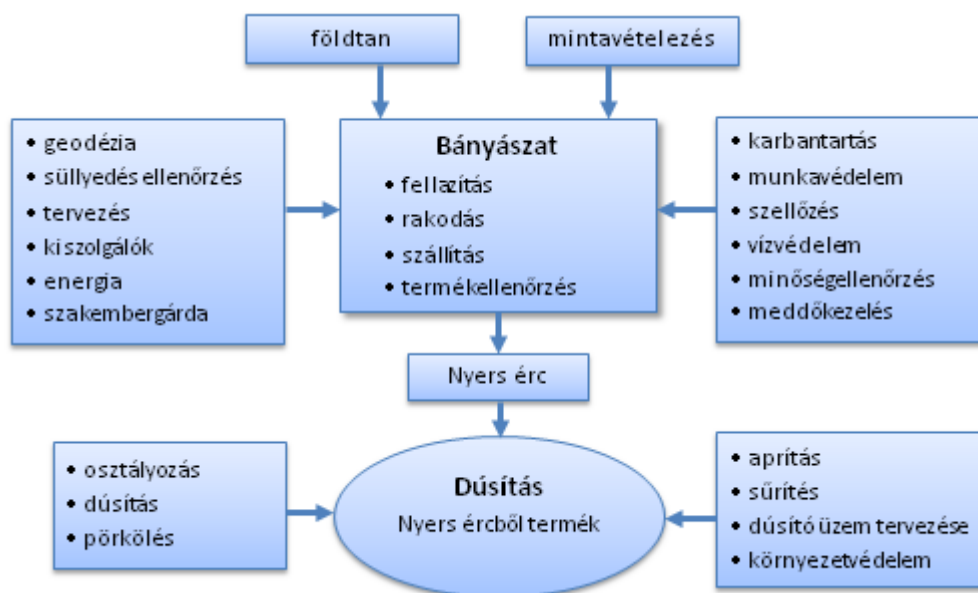 földtan
mintavételezés
• geodézia
• süllyedés ellenőrzés
• tervezés
• kiszolgálók
• energia
• szakembergárda
Bányászat
• fellazítás
• rakodás
• szállítás
• termékellenőrzés
• karbantartás
• munkavédelem
• szellőzés
• vízvédelem
• minőségellenőrzés
• meddőkezelés
Nyers érc
• osztályozás
• dúsítás
• pörkölés
Dúsítás
Nyers ércből termék
• aprítás
• sűrítés
• dúsító üzem tervezése
• környezetvédelem